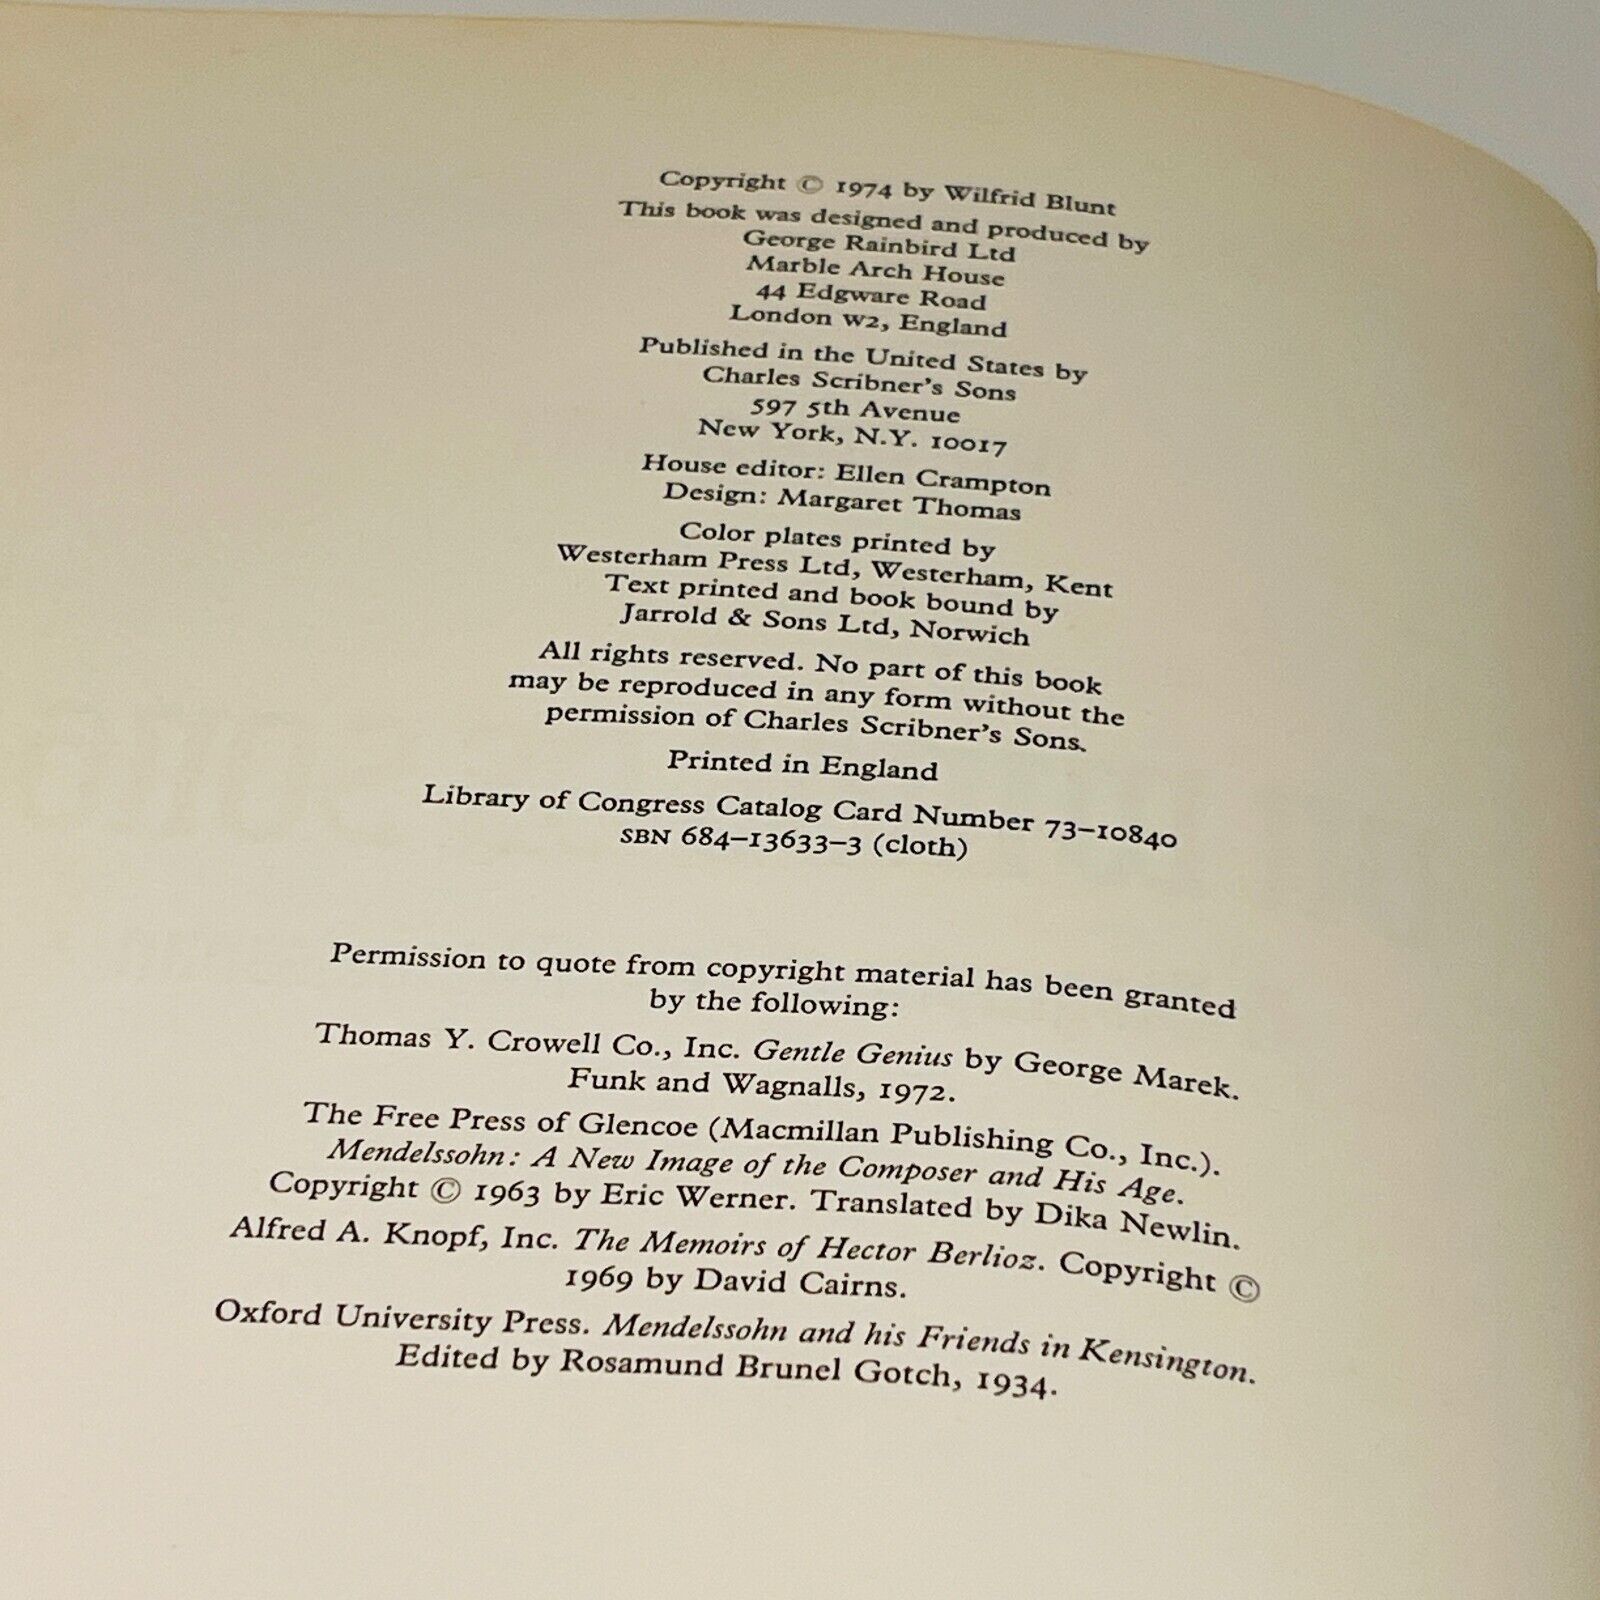 Copyright © 1974 by Wilfrid Blunt
This book was designed and produced by
George Rainbird Ltd
Marble Arch House
44 Edgware Road
London W2, England
Published in the United States by
Charles Scribner's Sons
597 5th Avenue
New York, N.Y. 10017
House editor: Ellen Crampton
Design: Margaret Thomas
Color plates printed by
Westerham Press Ltd, Westerham, Kent
Text printed and book bound by
Jarrold & Sons Ltd, Norwich
All rights reserved. No part of this book
may be reproduced in any form without the
permission of Charles Scribner's Sons.
Printed in England
Library of Congress Catalog Card Number 73–10840
SBN 684–13633–3 (cloth)
Permission to quote from copyright material has been granted
by the following:
Thomas Y. Crowell Co., Inc. Gentle Genius by George Marek.
Funk and Wagnalls, 1972.
The Free Press of Glencoe (Macmillan Publishing Co., Inc.).
Mendelssohn: A New Image of the Composer and His Age.
Copyright © 1963 by Eric Werner. Translated by Dika Newlin.
Alfred A. Knopf, Inc. The Memoirs of Hector Berlioz. Copyright ©
1969 by David Cairns.
Oxford University Press. Mendelssohn and his Friends in Kensington.
Edited by Rosamund Brunel Gotch, 1934.